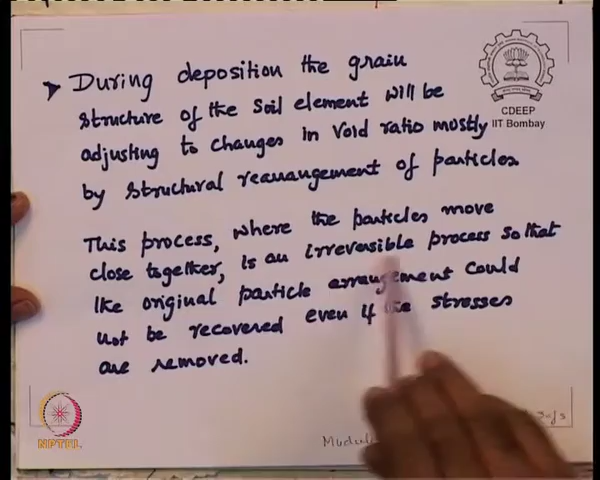 During deposition the grain
structure of the soil element will be
adjusting to changes in void ratio mostly
by structural rearrangement of particles
This process, where the particles move
close together, is an irreversible process so that
the original particle arrangement could
not be recovered even if the stresses
are removed.
CDEEP
IIT Bombay
NPTEL